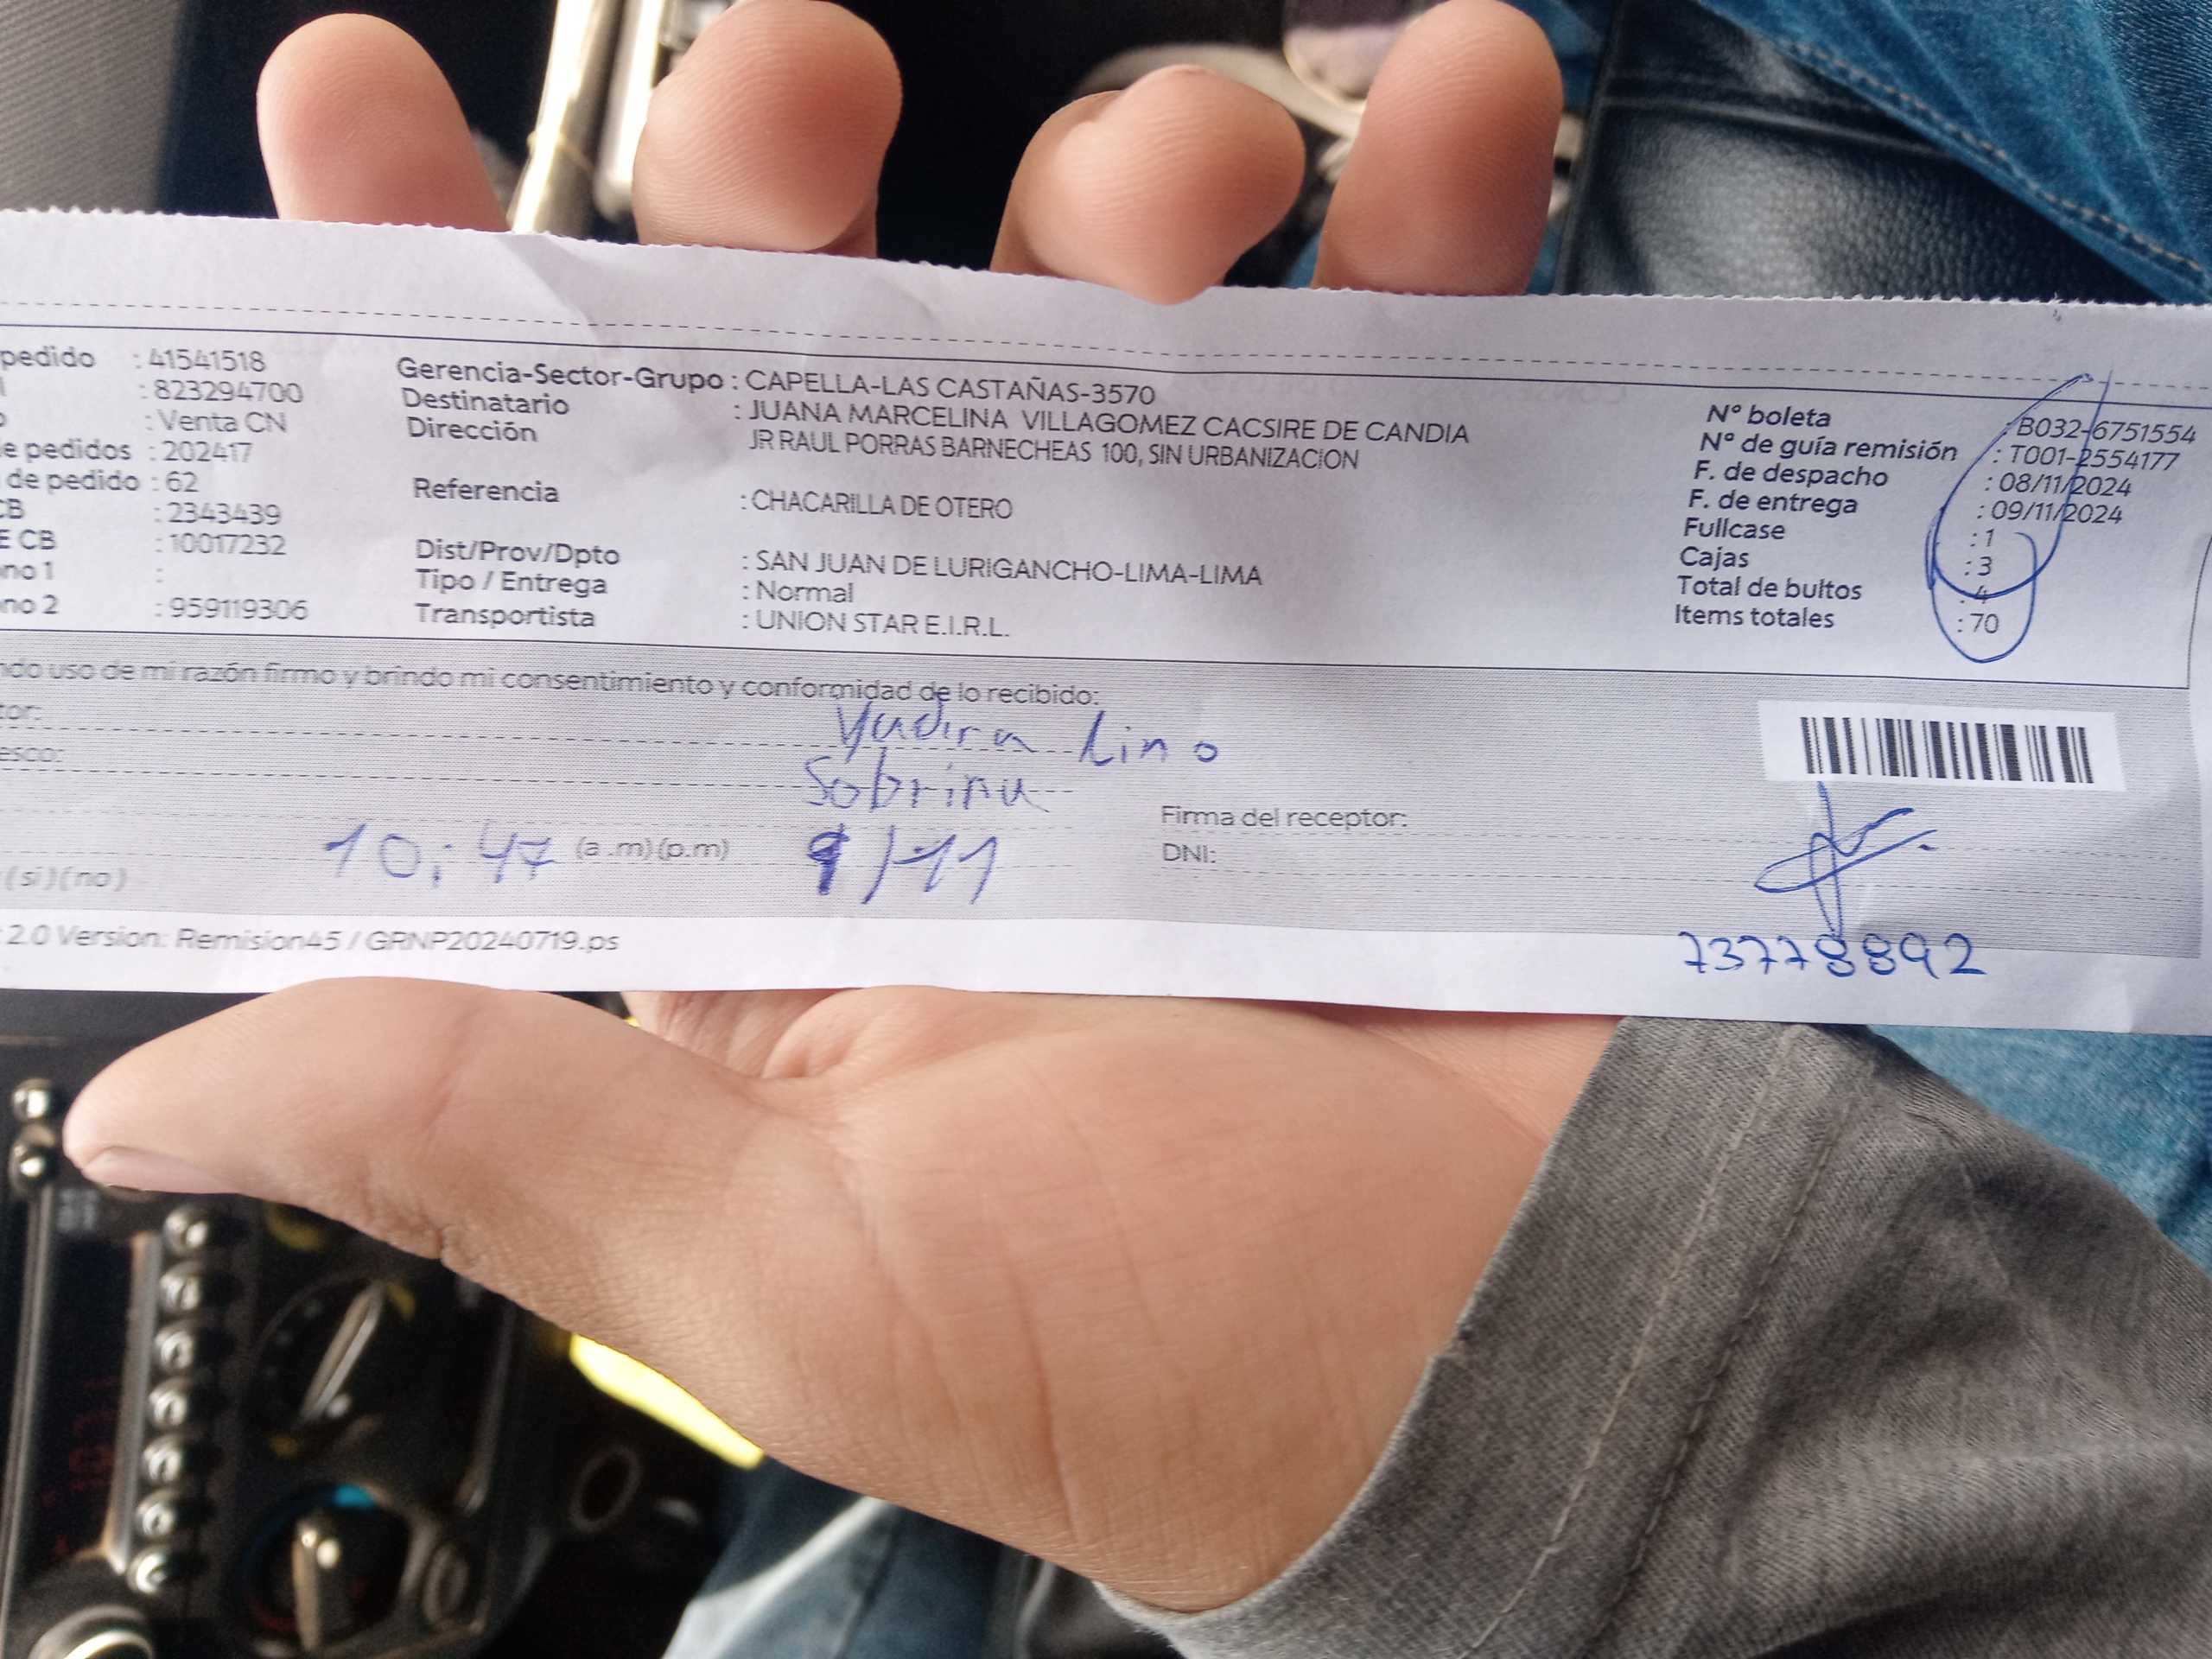 pedido : 41541518
: 823294700
: Venta CN
e pedidos : 202417
de pedido : 62
CB : 2343439
E CB : 10017232
no 1 :
no 2 : 959119306
Gerencia-Sector-Grupo : CAPELLA-LAS CASTAÑAS-3570
Destinatario : JUANA MARCELINA VILLAGOMEZ CACSIRE DE CANDIA
Dirección JR RAUL PORRAS BARNECHEAS 100, SIN URBANIZACION
Referencia : CHACARILLA DE OTERO
Dist/Prov/Dpto : SAN JUAN DE LURIGANCHO-LIMA-LIMA
Tipo / Entrega : Normal
Transportista : UNION STAR E.I.R.L.
N° boleta : B032-6751554
N° de guía remisión : T001-2554177
F. de despacho : 08/11/2024
F. de entrega : 09/11/2024
Fullcase : 1
Cajas : 3
Total de bultos : 4
Items totales : 70
ndo uso de mi razón firmo y brindo mi consentimiento y conformidad de lo recibido:
tor: Yadira Lino
esco: Sobrina
10:47 (a.m)(p.m) 9/11
(si)(no)
Firma del receptor:
DNI:
73778892
2.0 Version: Remision45 / GRNP20240719.ps